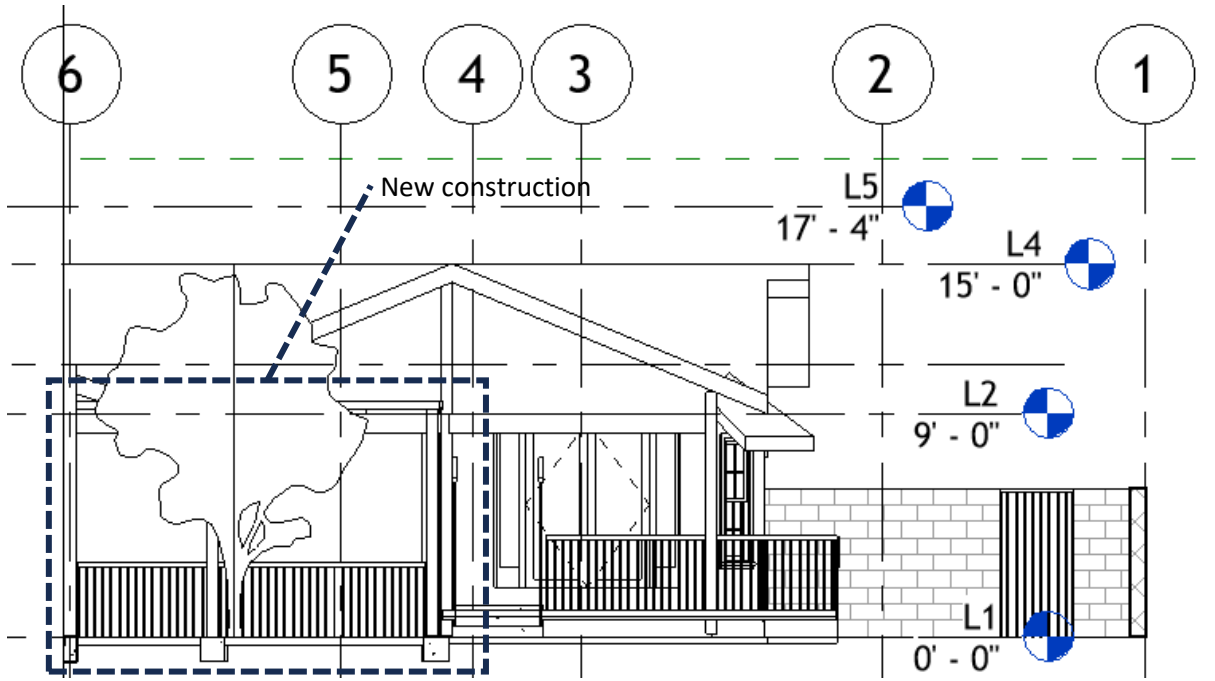 6 5 4 3 2 1
New construction
L5
17' - 4"
L4
15' - 0"
L2
9' - 0"
L1
0' - 0"